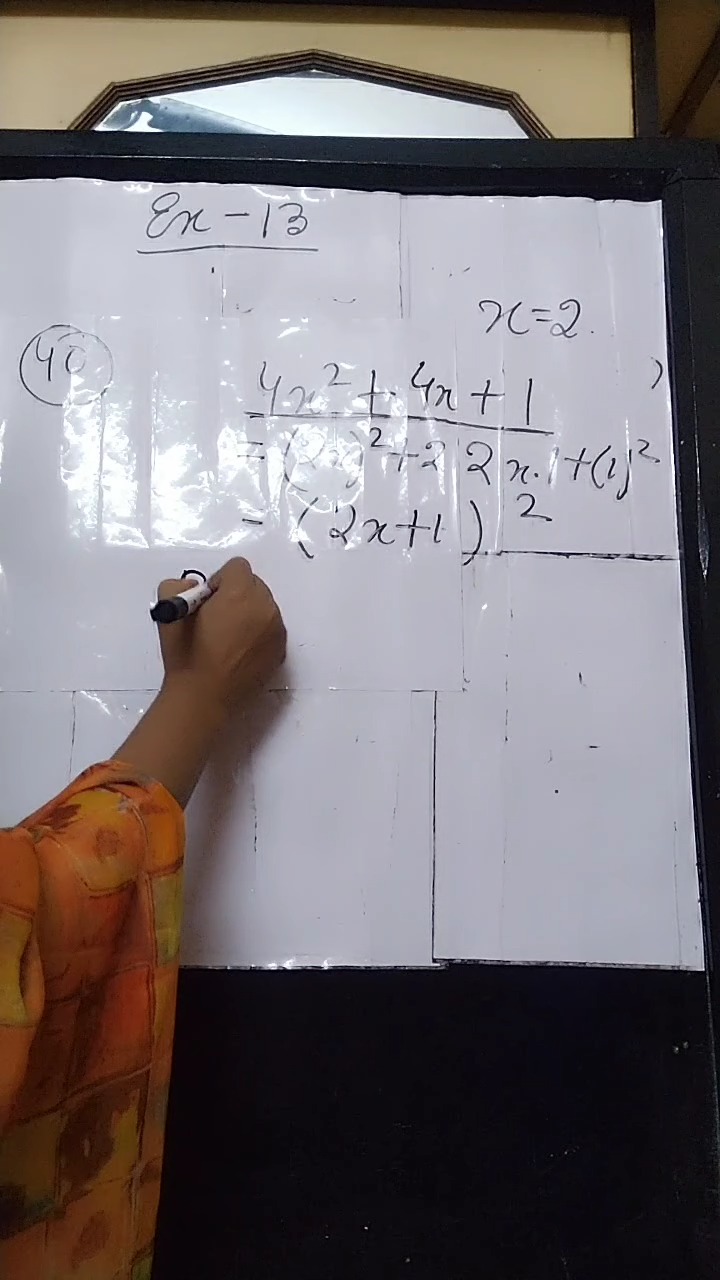 Ex - 13
x = 2.
40
4x² + 4x + 1
= (2x)² + 2 2x.1 + (1)²
= (2x+1)²